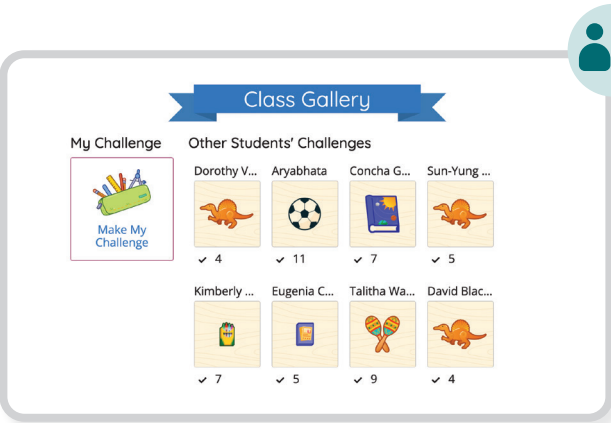 Class Gallery
My Challenge
Other Students' Challenges
Dorothy V... Aryabhata Concha G... Sun-Yung ...
Make My
Challenge
4 11 7 5
Kimberly ... Eugenia C... Talitha Wa... David Blac...
7 5 9 4